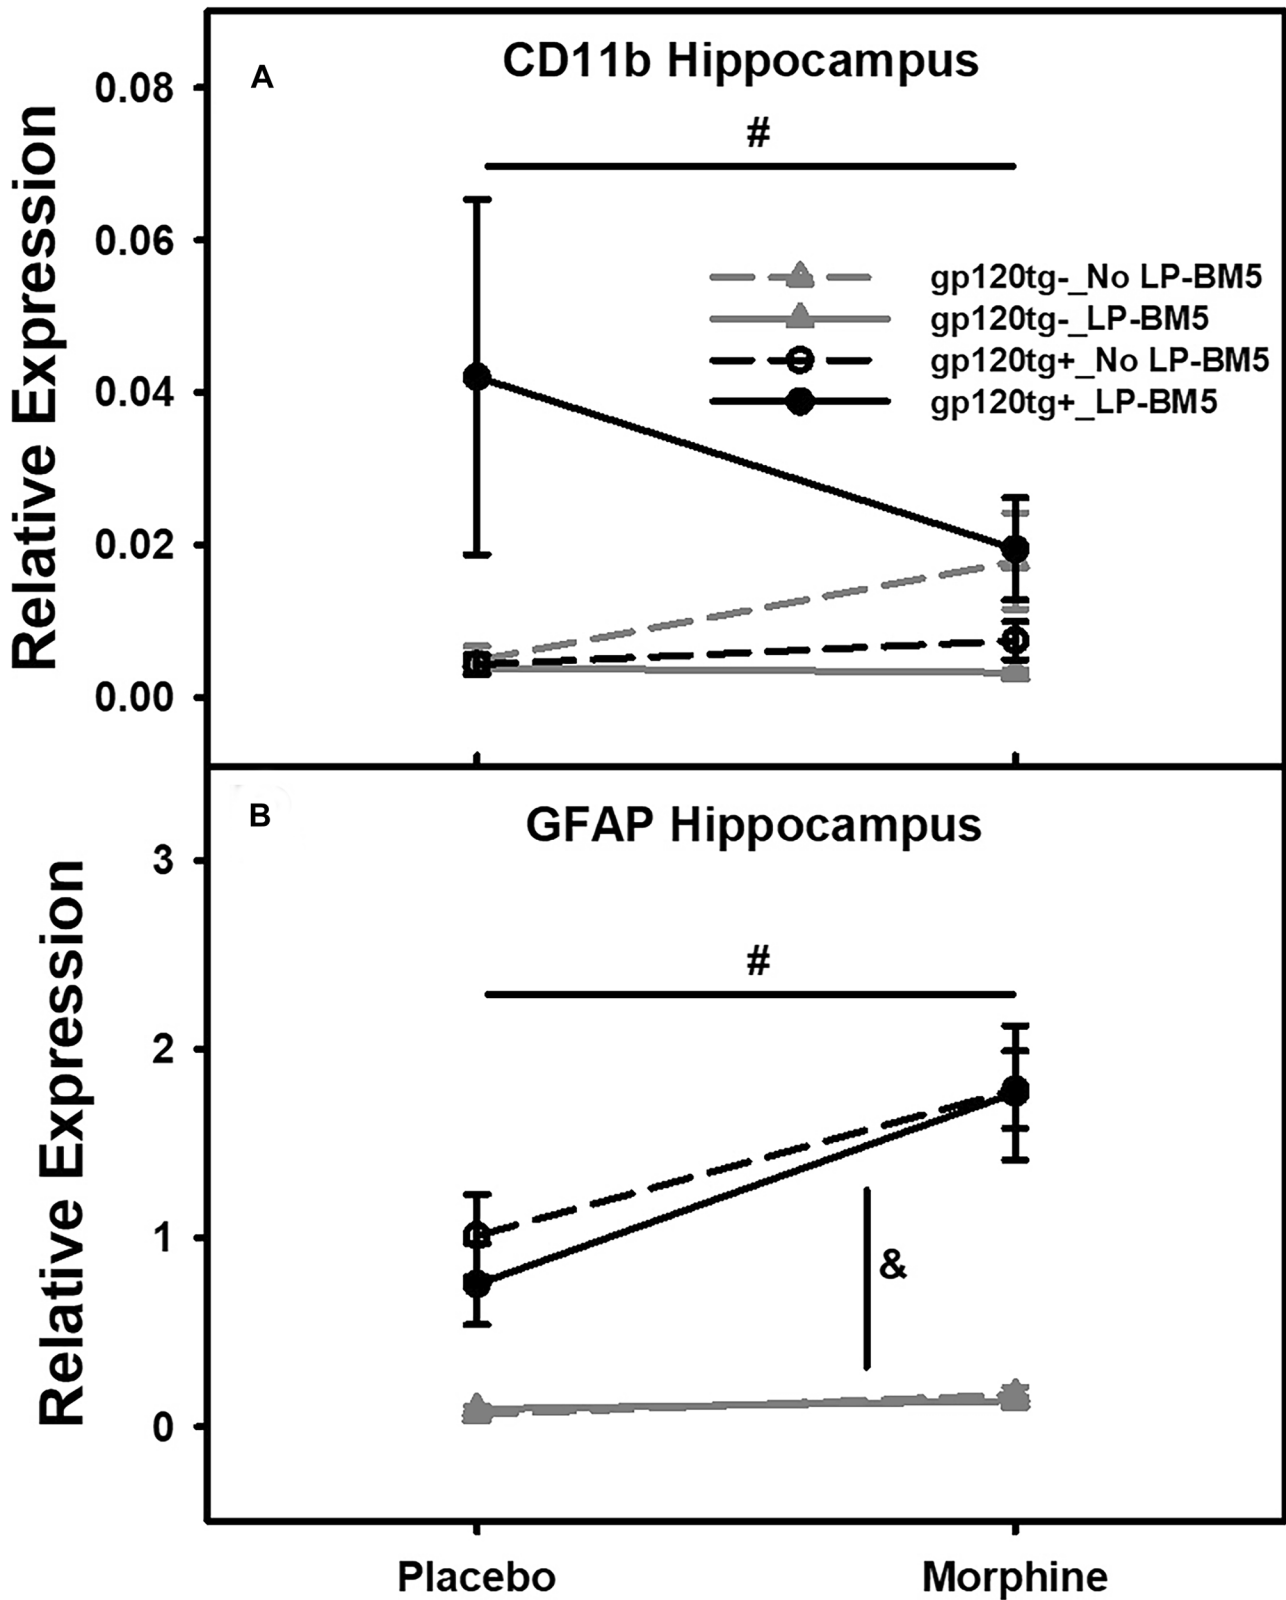 A
CD11b Hippocampus
#
0.08
0.06
0.04
0.02
0.00
Relative Expression
gp120tg-_No LP-BM5
gp120tg-_LP-BM5
gp120tg+_No LP-BM5
gp120tg+_LP-BM5
B
GFAP Hippocampus
#
3
2
1
0
Relative Expression
&
Placebo
Morphine